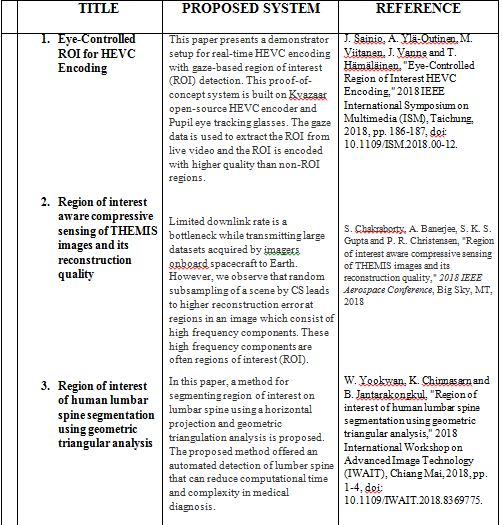 TITLE
PROPOSED SYSTEM
REFERENCE
1. Eye-Controlled
ROI for HEVC
Encoding
This paper presents a demonstrator
setup for real-time HEVC encoding
with gaze-based region of interest
(ROI) detection. This proof-of-
concept system is built on Kvazaar
open-source HEVC encoder and
Pupil eye tracking glasses. The gaze
data is used to extract the ROI from
live video and the ROI is encoded
with higher quality than non-ROI
regions.
J. Sainio, A. Ylä-Outinen, M.
Viitanen, J. Vanne and T.
Hämäläinen, "Eye-Controlled
Region of Interest HEVC
Encoding," 2018 IEEE
International Symposium on
Multimedia (ISM), Taichung,
2018, pp. 186-187, doi:
10.1109/ISM.2018.00-12.
2. Region of interest
aware compressive
sensing of THEMIS
images and its
reconstruction
quality
Limited downlink rate is a
bottleneck while transmitting large
datasets acquired by imagers
onboard spacecraft to Earth.
However, we observe that random
subsampling of a scene by CS leads
to higher reconstruction error at
regions in an image which consist of
high frequency components. These
high frequency components are
often regions of interest (ROI).
S. Chakraborty, A. Banerjee, S. K. S.
Gupta and P. R. Christensen, "Region
of interest aware compressive sensing
of THEMIS images and its
reconstruction quality," 2018 IEEE
Aerospace Conference, Big Sky, MT,
2018
3. Region of interest
of human lumbar
spine segmentation
using geometric
triangular analysis
In this paper, a method for
segmenting region of interest on
lumbar spine using a horizontal
projection and geometric
triangulation analysis is proposed.
The proposed method offered an
automated detection of lumber spine
that can reduce computational time
and complexity in medical
diagnosis.
W. Yookwan, K. Chinnasarn and
B. Jantarakongkul, "Region of
interest of human lumbar spine
segmentation using geometric
triangular analysis," 2018
International Workshop on
Advanced Image Technology
(IWAIT), Chiang Mai, 2018, pp.
1-4, doi:
10.1109/IWAIT.2018.8369775.